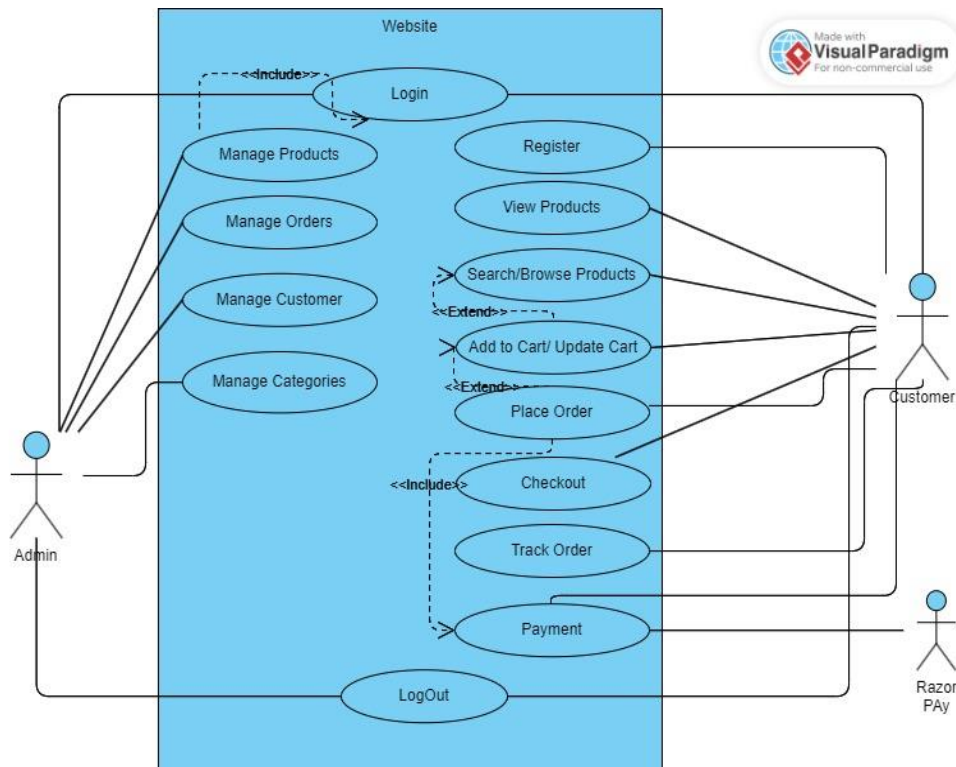 Website
Made with
VisualParadigm
For non-commercial use
<<Include>>
Login
Manage Products
Register
Manage Orders
View Products
Search/Browse Products
Manage Customer
<<Extend>>
Add to Cart/ Update Cart
Manage Categories
<<Extend>>
Place Order
Customer
<<Include>>
Checkout
Admin
Track Order
Payment
Razor
PAy
LogOut